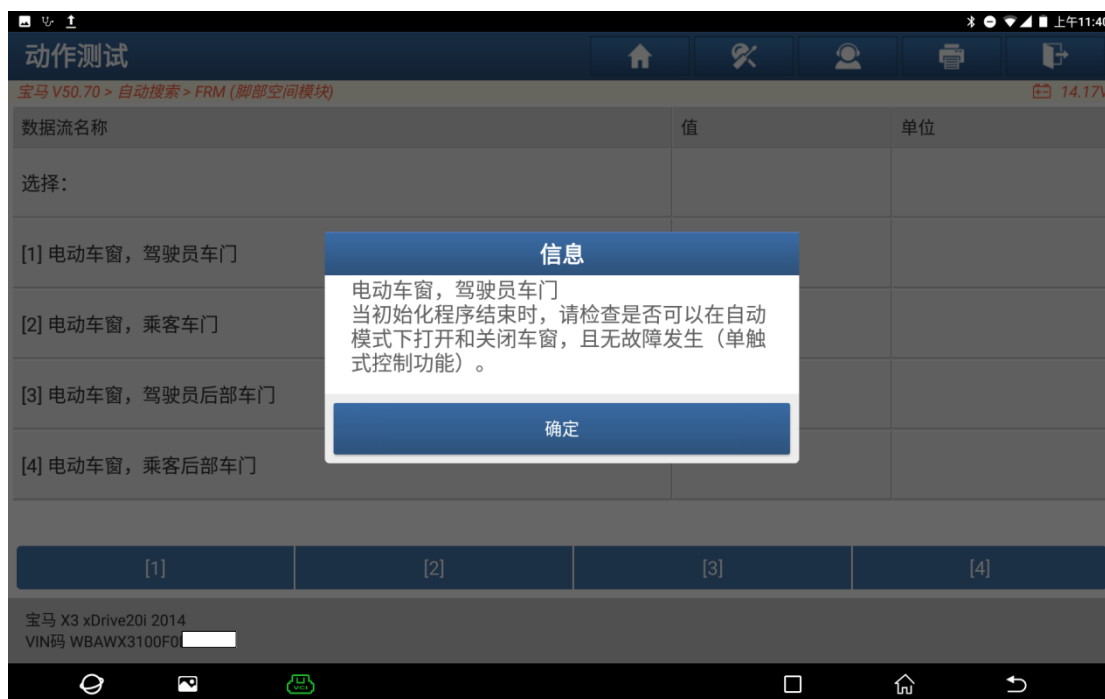 上午11:40
动作测试
宝马 V50.70 > 自动搜索 > FRM (脚部空间模块)
14.17V
数据流名称 值 单位
选择：
[1] 电动车窗，驾驶员车门
[2] 电动车窗，乘客车门
[3] 电动车窗，驾驶员后部车门
[4] 电动车窗，乘客后部车门
信息
电动车窗，驾驶员车门
当初始化程序结束时，请检查是否可以在自动
模式下打开和关闭车窗，且无故障发生（单触
式控制功能）。
确定
[1] [2] [3] [4]
宝马 X3 xDrive20i 2014
VIN码 WBAWX3100F0
VCI